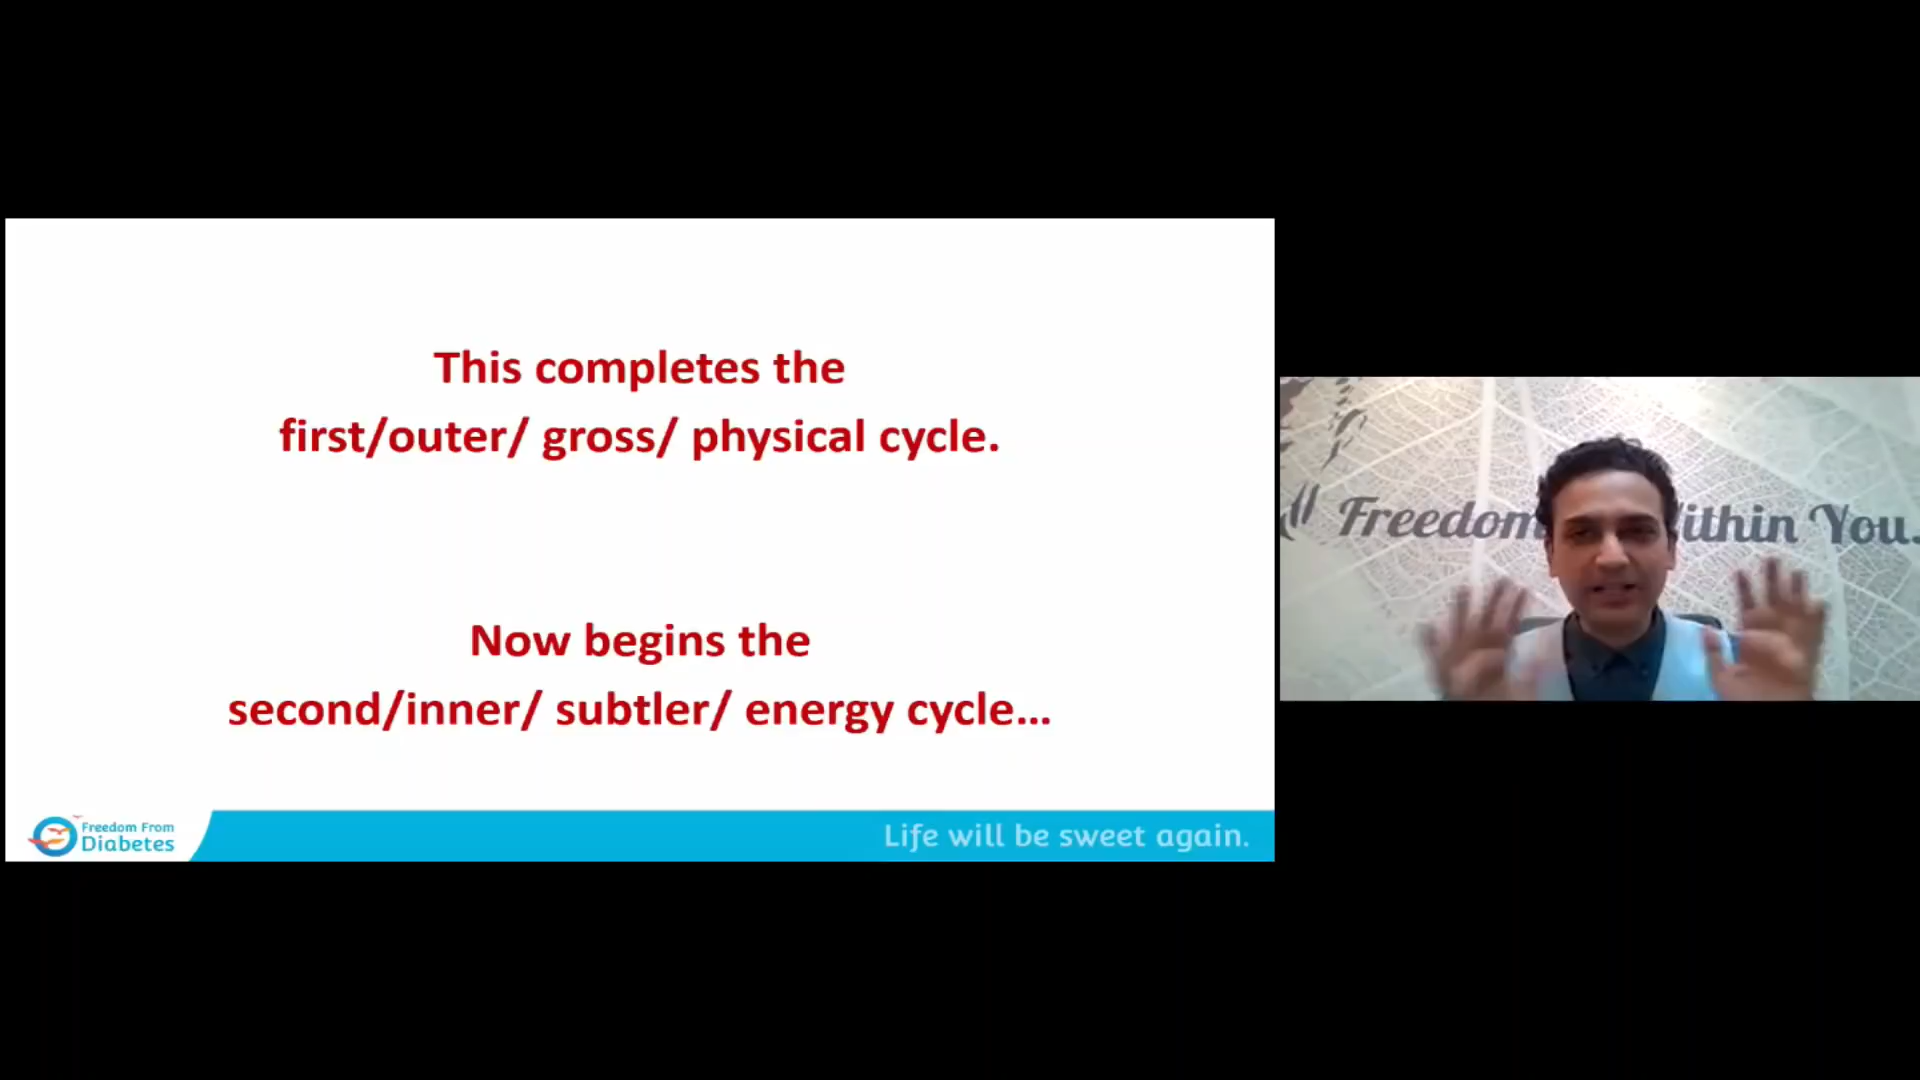 This completes the
first/outer/ gross/ physical cycle.
Now begins the
second/inner/ subtler/ energy cycle...
Freedom From
Diabetes
Life will be sweet again.
Freedom ithin You.